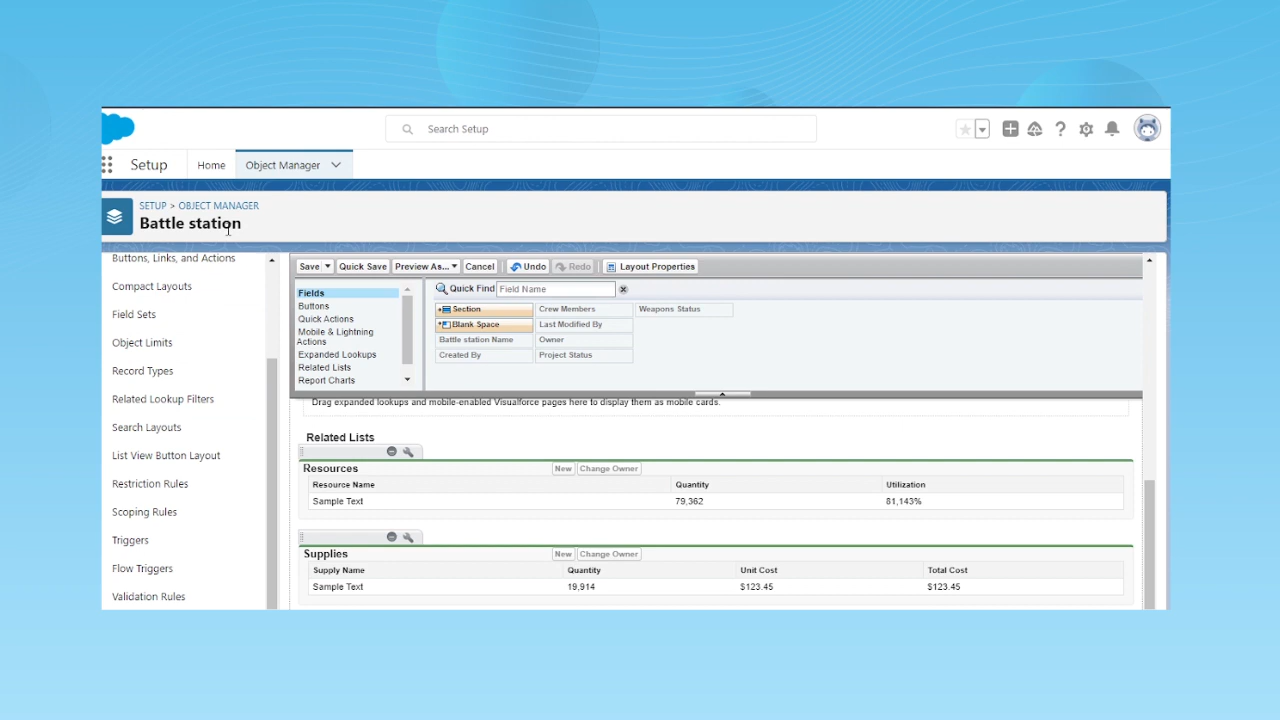 Search Setup
Setup
Home
Object Manager
SETUP > OBJECT MANAGER
Battle station
Buttons, Links, and Actions
Compact Layouts
Field Sets
Object Limits
Record Types
Related Lookup Filters
Search Layouts
List View Button Layout
Restriction Rules
Scoping Rules
Triggers
Flow Triggers
Validation Rules
Save
Quick Save
Preview As...
Cancel
Undo
Redo
Layout Properties
Fields
Buttons
Quick Actions
Mobile & Lightning
Actions
Expanded Lookups
Related Lists
Report Charts
Quick Find Field Name
Section Crew Members Weapons Status
Blank Space Last Modified By
Battle station Name Owner
Created By Project Status
Drag expanded lookups and mobile-enabled Visualforce pages here to display them as mobile cards.
Related Lists
Resources New Change Owner
Resource Name Quantity Utilization
Sample Text 79,362 81,143%
Supplies New Change Owner
Supply Name Quantity Unit Cost Total Cost
Sample Text 19,914 $123.45 $123.45